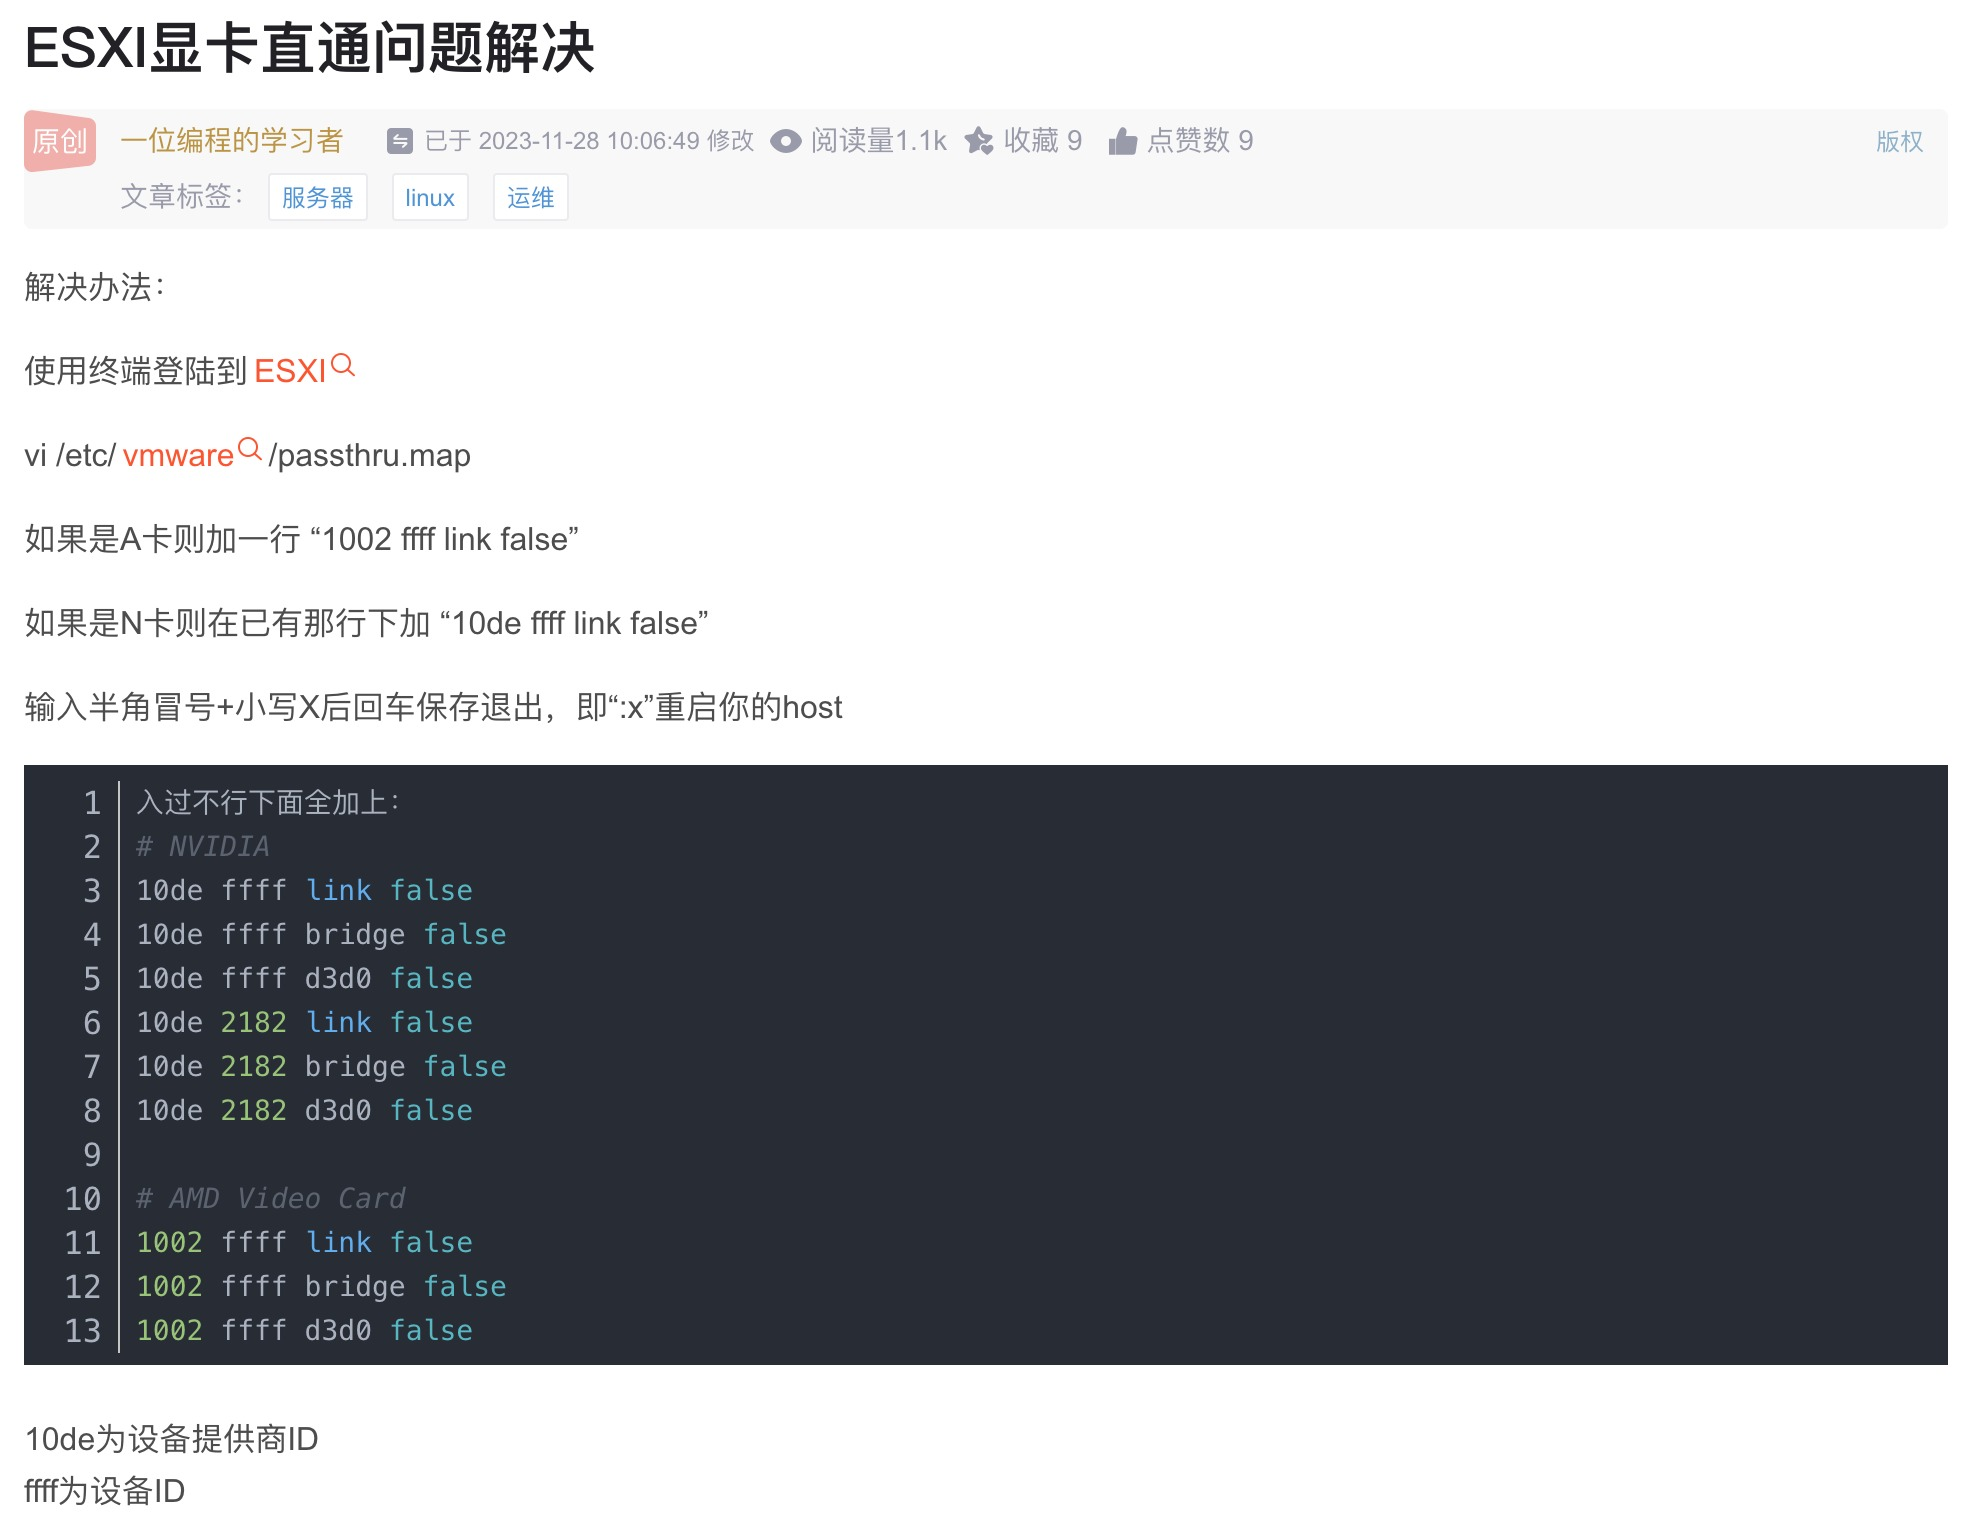 ESXI显卡直通问题解决
原创 一位编程的学习者 已于 2023-11-28 10:06:49 修改 阅读量1.1k 收藏 9 点赞数 9 版权
文章标签： 服务器 linux 运维
解决办法：
使用终端登陆到 ESXI
vi /etc/ vmware /passthru.map
如果是A卡则加一行 “1002 ffff link false”
如果是N卡则在已有那行下加 “10de ffff link false”
输入半角冒号+小写X后回车保存退出，即“:x”重启你的host
1 入过不行下面全加上：
2 # NVIDIA
3 10de ffff link false
4 10de ffff bridge false
5 10de ffff d3d0 false
6 10de 2182 link false
7 10de 2182 bridge false
8 10de 2182 d3d0 false
9
10 # AMD Video Card
11 1002 ffff link false
12 1002 ffff bridge false
13 1002 ffff d3d0 false
10de为设备提供商ID
ffff为设备ID